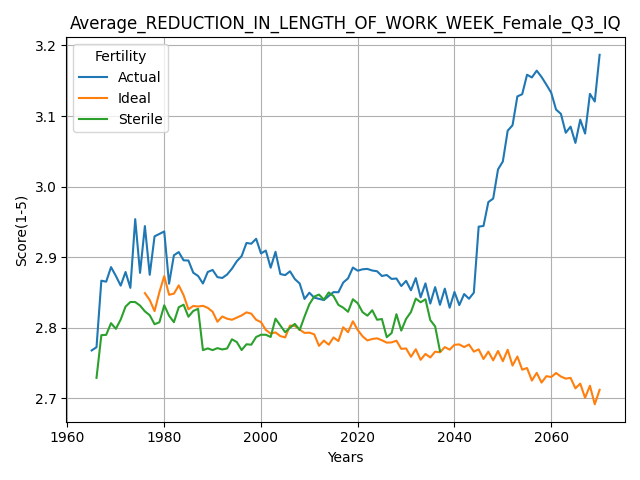 Average_REDUCTION_IN_LENGTH_OF_WORK_WEEK_Female_Q3_IQ
Fertility
Actual
Ideal
Sterile
Score(1-5)
3.2
3.1
3.0
2.9
2.8
2.7
1960 1980 2000 2020 2040 2060
Years